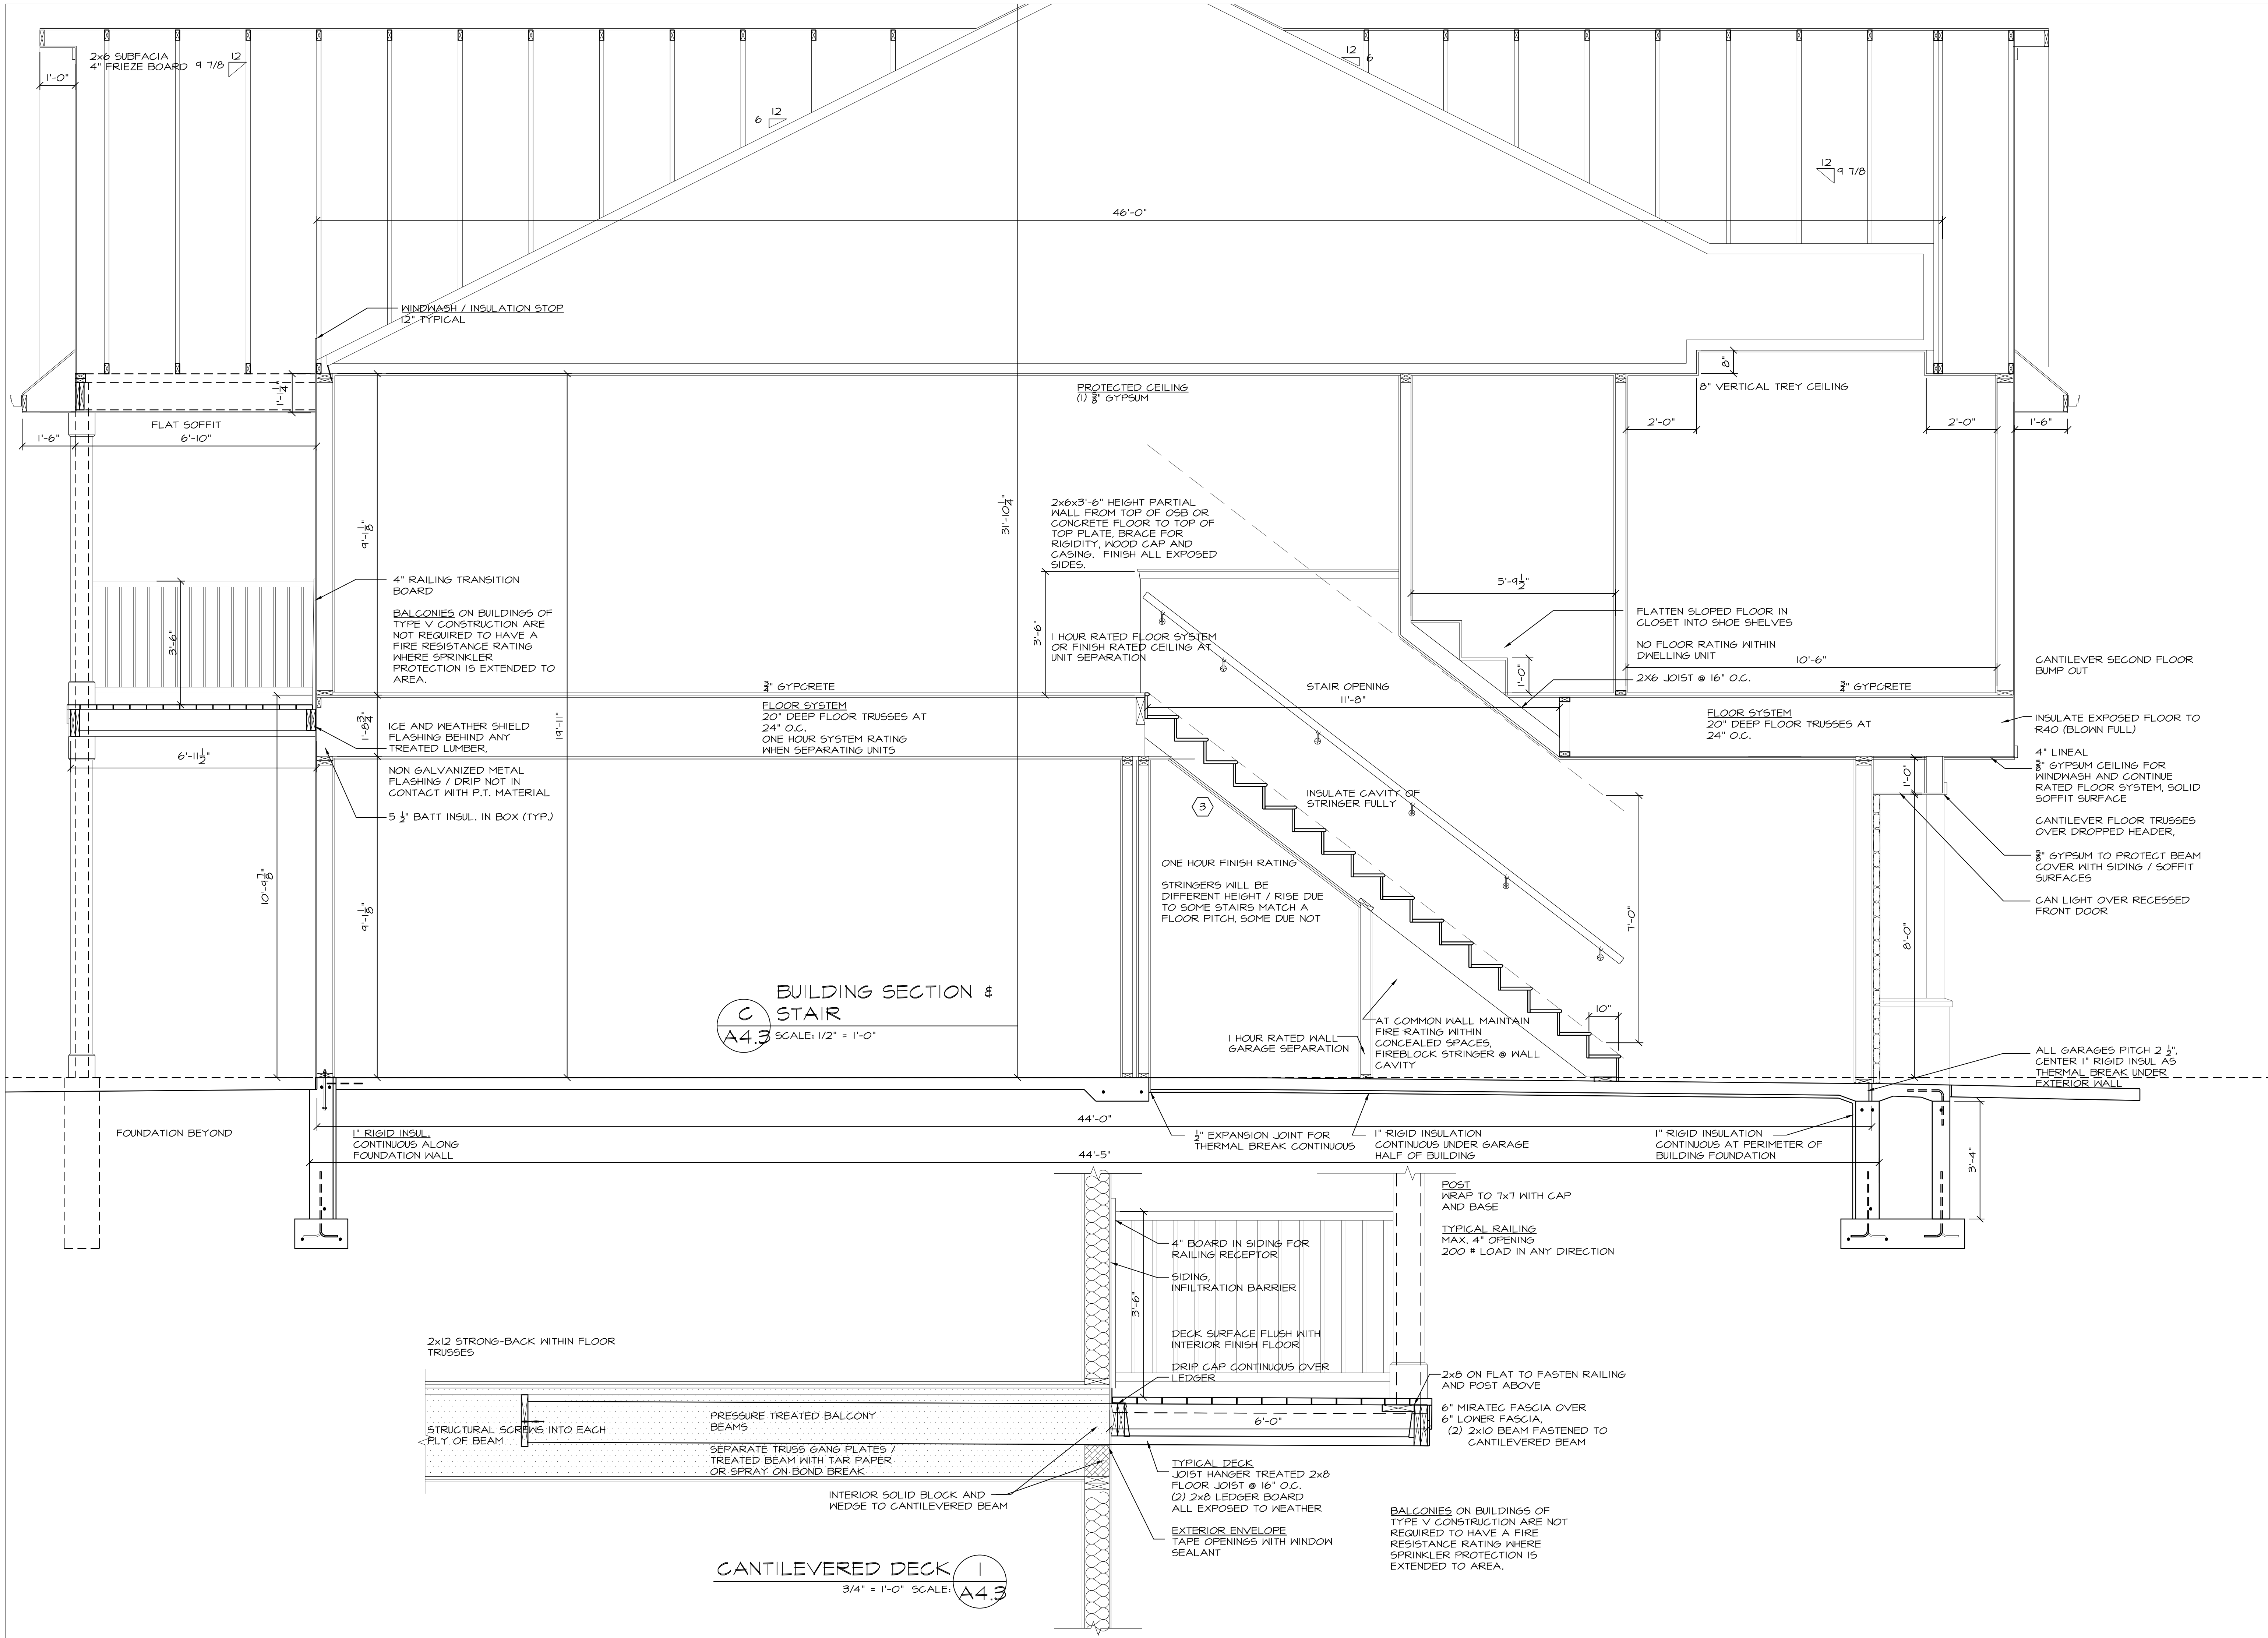 2x6 SUBFACIA
4" FRIEZE BOARD
9 7/8
12
1'-0"
6
12
12
6
12
9 7/8
46'-0"
WINDWASH / INSULATION STOP
12" TYPICAL
1'-1 1/4"
FLAT SOFFIT
1'-6"
6'-10"
PROTECTED CEILING
(1) 5/8" GYPSUM
8"
8" VERTICAL TREY CEILING
2'-0"
2'-0"
1'-6"
9'-1 1/8"
31'-10 1/4"
2x6x3'-6" HEIGHT PARTIAL
WALL FROM TOP OF OSB OR
CONCRETE FLOOR TO TOP OF
TOP PLATE, BRACE FOR
RIGIDITY, WOOD CAP AND
CASING. FINISH ALL EXPOSED
SIDES.
4" RAILING TRANSITION
BOARD
BALCONIES ON BUILDINGS OF
TYPE V CONSTRUCTION ARE
NOT REQUIRED TO HAVE A
FIRE RESISTANCE RATING
WHERE SPRINKLER
PROTECTION IS EXTENDED TO
AREA.
3'-6"
3'-6"
1 HOUR RATED FLOOR SYSTEM
OR FINISH RATED CEILING AT
UNIT SEPARATION
5'-9 1/2"
FLATTEN SLOPED FLOOR IN
CLOSET INTO SHOE SHELVES
NO FLOOR RATING WITHIN
DWELLING UNIT
10'-6"
1'-0"
2X6 JOIST @ 16" O.C.
CANTILEVER SECOND FLOOR
BUMP OUT
3/4" GYPCRETE
STAIR OPENING
11'-8"
3/4" GYPCRETE
FLOOR SYSTEM
20" DEEP FLOOR TRUSSES AT
24" O.C.
ONE HOUR SYSTEM RATING
WHEN SEPARATING UNITS
FLOOR SYSTEM
20" DEEP FLOOR TRUSSES AT
24" O.C.
INSULATE EXPOSED FLOOR TO
R40 (BLOWN FULL)
1'-8 3/4"
19'-11"
ICE AND WEATHER SHIELD
FLASHING BEHIND ANY
TREATED LUMBER,
6'-11 1/2"
NON GALVANIZED METAL
FLASHING / DRIP NOT IN
CONTACT WITH P.T. MATERIAL
5 1/2" BATT INSUL. IN BOX (TYP.)
4" LINEAL
5/8" GYPSUM CEILING FOR
WINDWASH AND CONTINUE
RATED FLOOR SYSTEM, SOLID
SOFFIT SURFACE
CANTILEVER FLOOR TRUSSES
OVER DROPPED HEADER,
5/8" GYPSUM TO PROTECT BEAM
COVER WITH SIDING / SOFFIT
SURFACES
CAN LIGHT OVER RECESSED
FRONT DOOR
1'-0"
3
INSULATE CAVITY OF
STRINGER FULLY
10'-9 7/8"
9'-1 1/8"
ONE HOUR FINISH RATING
STRINGERS WILL BE
DIFFERENT HEIGHT / RISE DUE
TO SOME STAIRS MATCH A
FLOOR PITCH, SOME DUE NOT
7'-0"
8'-0"
BUILDING SECTION &
STAIR
C
A4.3
SCALE: 1/2" = 1'-0"
10"
1 HOUR RATED WALL
GARAGE SEPARATION
AT COMMON WALL MAINTAIN
FIRE RATING WITHIN
CONCEALED SPACES,
FIREBLOCK STRINGER @ WALL
CAVITY
ALL GARAGES PITCH 2 1/2",
CENTER 1" RIGID INSUL AS
THERMAL BREAK UNDER
EXTERIOR WALL
44'-0"
FOUNDATION BEYOND
1" RIGID INSUL.
CONTINUOUS ALONG
FOUNDATION WALL
1/2" EXPANSION JOINT FOR
THERMAL BREAK CONTINUOUS
1" RIGID INSULATION
CONTINUOUS UNDER GARAGE
HALF OF BUILDING
1" RIGID INSULATION
CONTINUOUS AT PERIMETER OF
BUILDING FOUNDATION
44'-5"
3'-4"
POST
WRAP TO 7x7 WITH CAP
AND BASE
TYPICAL RAILING
MAX. 4" OPENING
200 # LOAD IN ANY DIRECTION
4" BOARD IN SIDING FOR
RAILING RECEPTOR
SIDING,
INFILTRATION BARRIER
3'-6"
2x12 STRONG-BACK WITHIN FLOOR
TRUSSES
DECK SURFACE FLUSH WITH
INTERIOR FINISH FLOOR
DRIP CAP CONTINUOUS OVER
LEDGER
2x8 ON FLAT TO FASTEN RAILING
AND POST ABOVE
6" MIRATEC FASCIA OVER
6" LOWER FASCIA,
(2) 2x10 BEAM FASTENED TO
CANTILEVERED BEAM
STRUCTURAL SCREWS INTO EACH
PLY OF BEAM
PRESSURE TREATED BALCONY
BEAMS
SEPARATE TRUSS GANG PLATES /
TREATED BEAM WITH TAR PAPER
OR SPRAY ON BOND BREAK
6'-0"
INTERIOR SOLID BLOCK AND
WEDGE TO CANTILEVERED BEAM
TYPICAL DECK
JOIST HANGER TREATED 2x8
FLOOR JOIST @ 16" O.C.
(2) 2x8 LEDGER BOARD
ALL EXPOSED TO WEATHER
EXTERIOR ENVELOPE
TAPE OPENINGS WITH WINDOW
SEALANT
BALCONIES ON BUILDINGS OF
TYPE V CONSTRUCTION ARE NOT
REQUIRED TO HAVE A FIRE
RESISTANCE RATING WHERE
SPRINKLER PROTECTION IS
EXTENDED TO AREA.
CANTILEVERED DECK
1
A4.3
3/4" = 1'-0" SCALE: